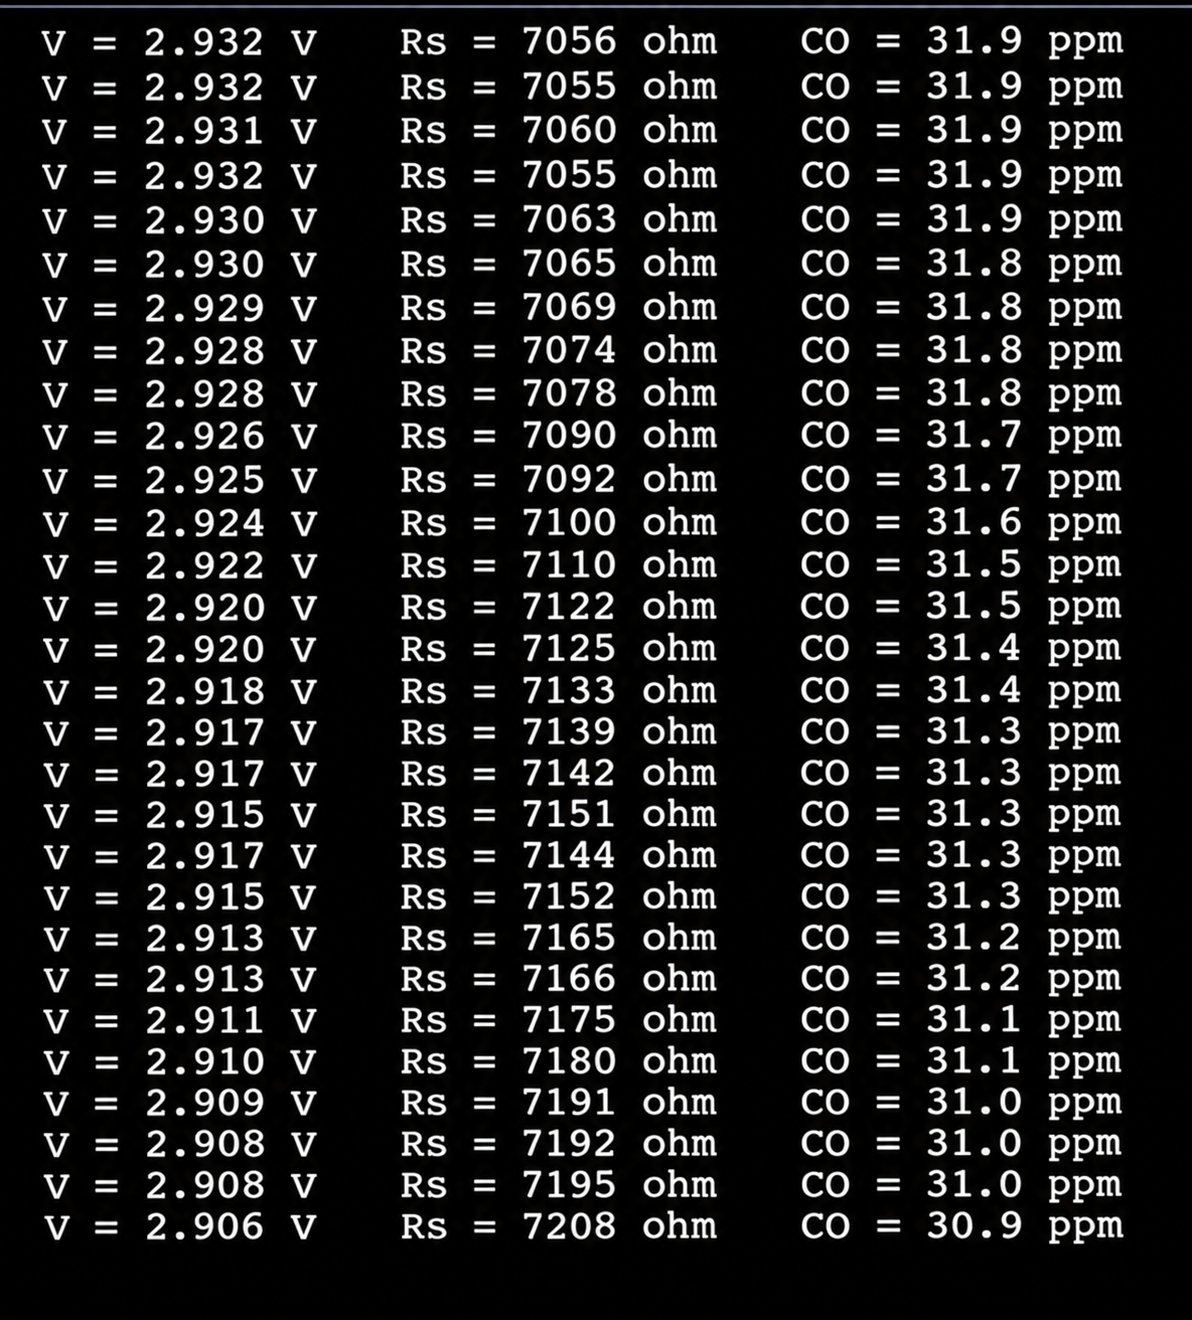 V = 2.932 V   Rs = 7056 ohm   CO = 31.9 ppm
V = 2.932 V   Rs = 7055 ohm   CO = 31.9 ppm
V = 2.931 V   Rs = 7060 ohm   CO = 31.9 ppm
V = 2.932 V   Rs = 7055 ohm   CO = 31.9 ppm
V = 2.930 V   Rs = 7063 ohm   CO = 31.9 ppm
V = 2.930 V   Rs = 7065 ohm   CO = 31.8 ppm
V = 2.929 V   Rs = 7069 ohm   CO = 31.8 ppm
V = 2.928 V   Rs = 7074 ohm   CO = 31.8 ppm
V = 2.928 V   Rs = 7078 ohm   CO = 31.8 ppm
V = 2.926 V   Rs = 7090 ohm   CO = 31.7 ppm
V = 2.925 V   Rs = 7092 ohm   CO = 31.7 ppm
V = 2.924 V   Rs = 7100 ohm   CO = 31.6 ppm
V = 2.922 V   Rs = 7110 ohm   CO = 31.5 ppm
V = 2.920 V   Rs = 7122 ohm   CO = 31.5 ppm
V = 2.920 V   Rs = 7125 ohm   CO = 31.4 ppm
V = 2.918 V   Rs = 7133 ohm   CO = 31.4 ppm
V = 2.917 V   Rs = 7139 ohm   CO = 31.3 ppm
V = 2.917 V   Rs = 7142 ohm   CO = 31.3 ppm
V = 2.915 V   Rs = 7151 ohm   CO = 31.3 ppm
V = 2.917 V   Rs = 7144 ohm   CO = 31.3 ppm
V = 2.915 V   Rs = 7152 ohm   CO = 31.3 ppm
V = 2.913 V   Rs = 7165 ohm   CO = 31.2 ppm
V = 2.913 V   Rs = 7166 ohm   CO = 31.2 ppm
V = 2.911 V   Rs = 7175 ohm   CO = 31.1 ppm
V = 2.910 V   Rs = 7180 ohm   CO = 31.1 ppm
V = 2.909 V   Rs = 7191 ohm   CO = 31.0 ppm
V = 2.908 V   Rs = 7192 ohm   CO = 31.0 ppm
V = 2.908 V   Rs = 7195 ohm   CO = 31.0 ppm
V = 2.906 V   Rs = 7208 ohm   CO = 30.9 ppm